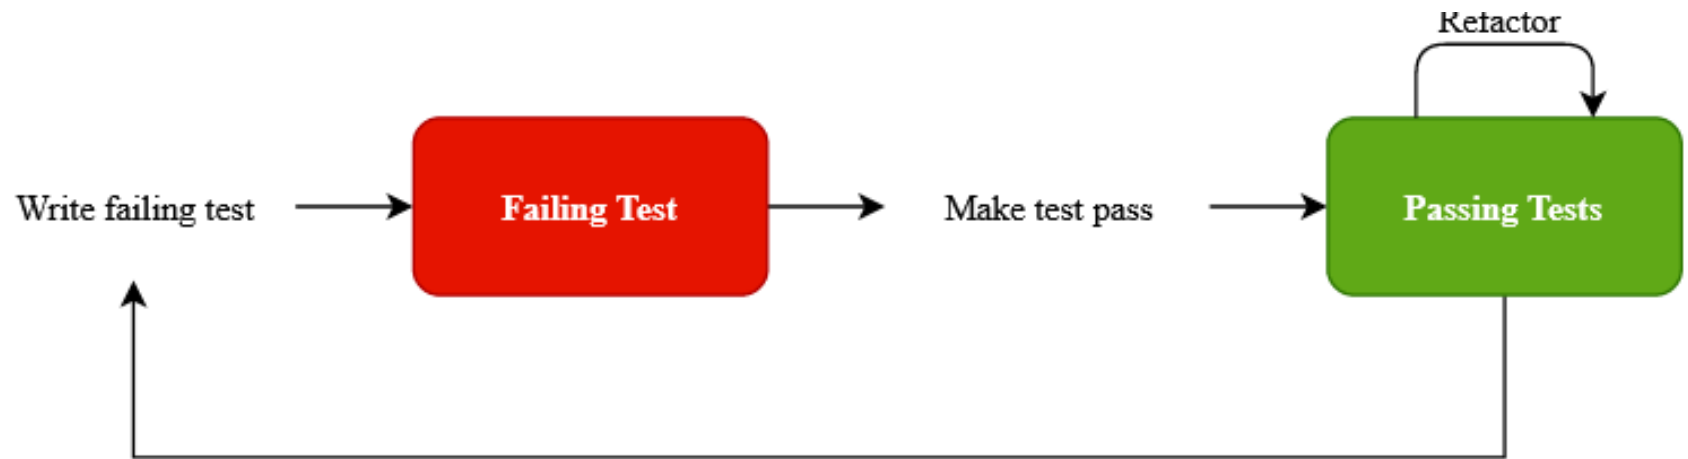 Refactor
Write failing test
Failing Test
Make test pass
Passing Tests